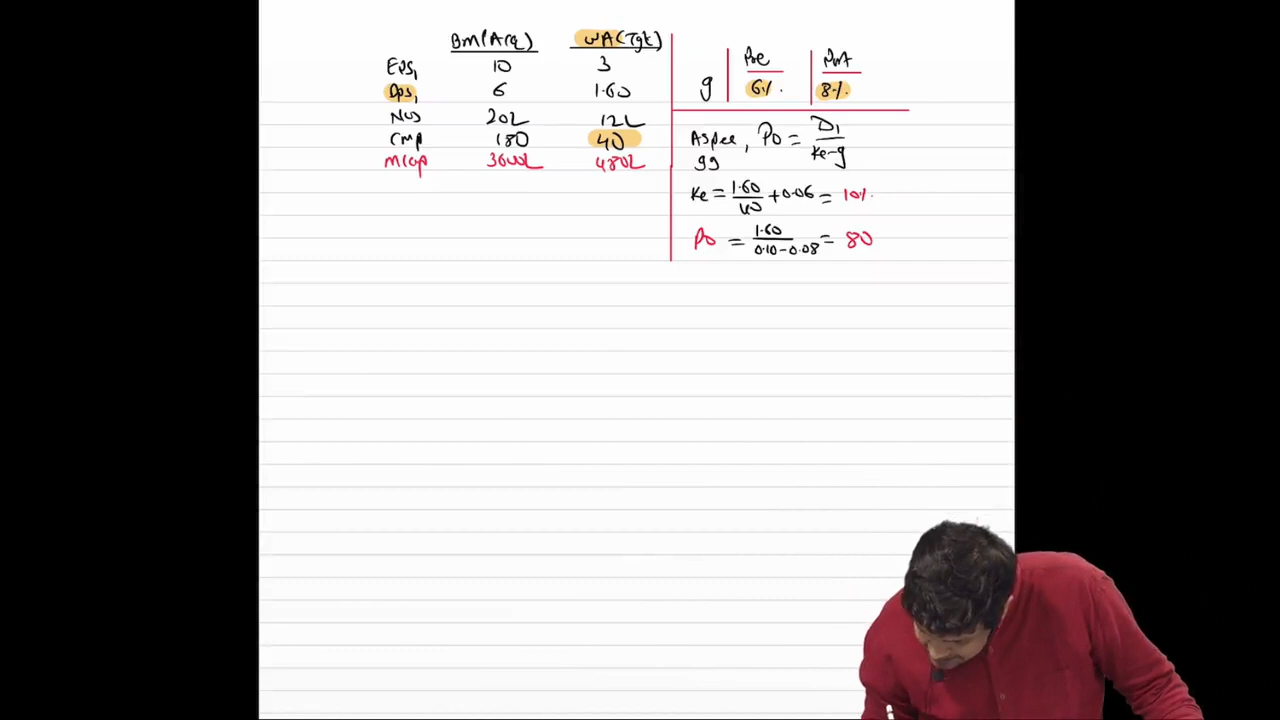 BM(Acq) WA(Tgt)
EPS₁ 10 3
DPS₁ 6 1.60
NOS 20L 12L
CMP 180 40
MCap 3600L 480L
g Pre Post
6% 8%
As per gg, P0 = D1 / Ke-g
Ke = 1.60 / 40 + 0.06 = 10%
P0 = 1.60 / 0.10-0.08 = 80